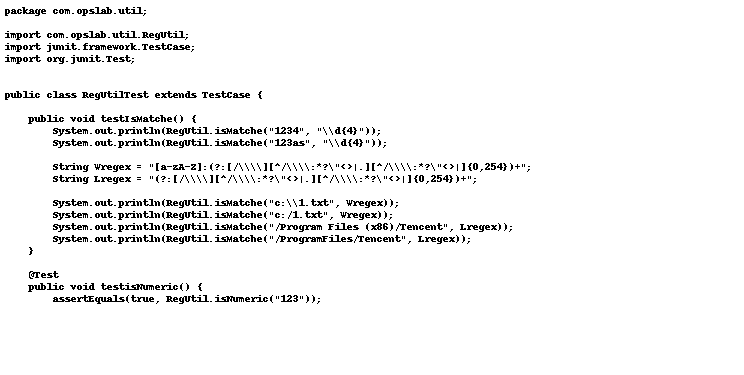 package com.opslab.util;

import com.opslab.util.RegUtil;
import junit.framework.TestCase;
import org.junit.Test;


public class RegUtilTest extends TestCase {

    public void testIsMatche() {
        System.out.println(RegUtil.isMatche("1234", "\\d{4}"));
        System.out.println(RegUtil.isMatche("123as", "\\d{4}"));

        String Wregex = "[a-zA-Z]:(?:[/\\\\][^/\\\\:*?\"<>|.][^/\\\\:*?\"<>|]{0,254})+";
        String Lregex = "(?:[/\\\\][^/\\\\:*?\"<>|.][^/\\\\:*?\"<>|]{0,254})+";

        System.out.println(RegUtil.isMatche("c:\\1.txt", Wregex));
        System.out.println(RegUtil.isMatche("c:/1.txt", Wregex));
        System.out.println(RegUtil.isMatche("/Program Files (x86)/Tencent", Lregex));
        System.out.println(RegUtil.isMatche("/ProgramFiles/Tencent", Lregex));
    }

    @Test
    public void testisNumeric() {
        assertEquals(true, RegUtil.isNumeric("123"));